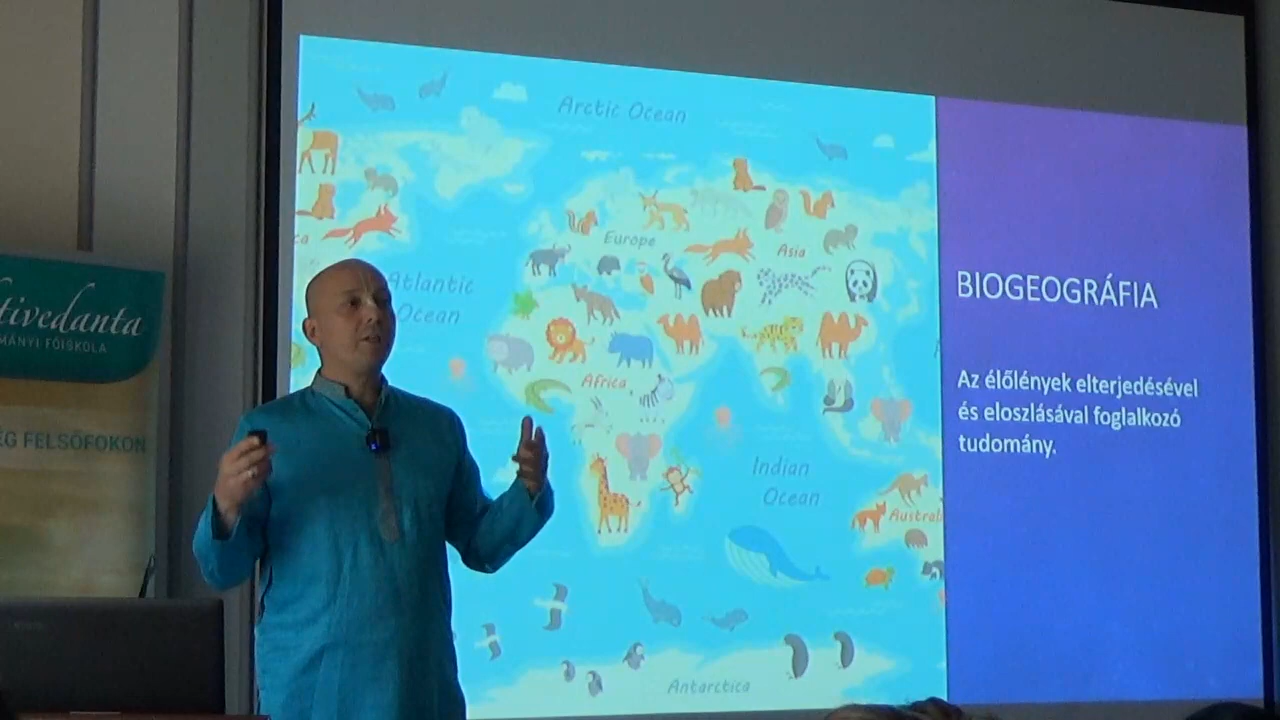 tivedanta
MÁNYI FŐISKOLA
ÉG FELSŐFOKON
Arctic Ocean
Europe
Asia
Atlantic
Ocean
Africa
Indian
Ocean
Austral
Antarctica
BIOGEOGRÁFIA
Az élőlények elterjedésével
és eloszlásával foglalkozó
tudomány.